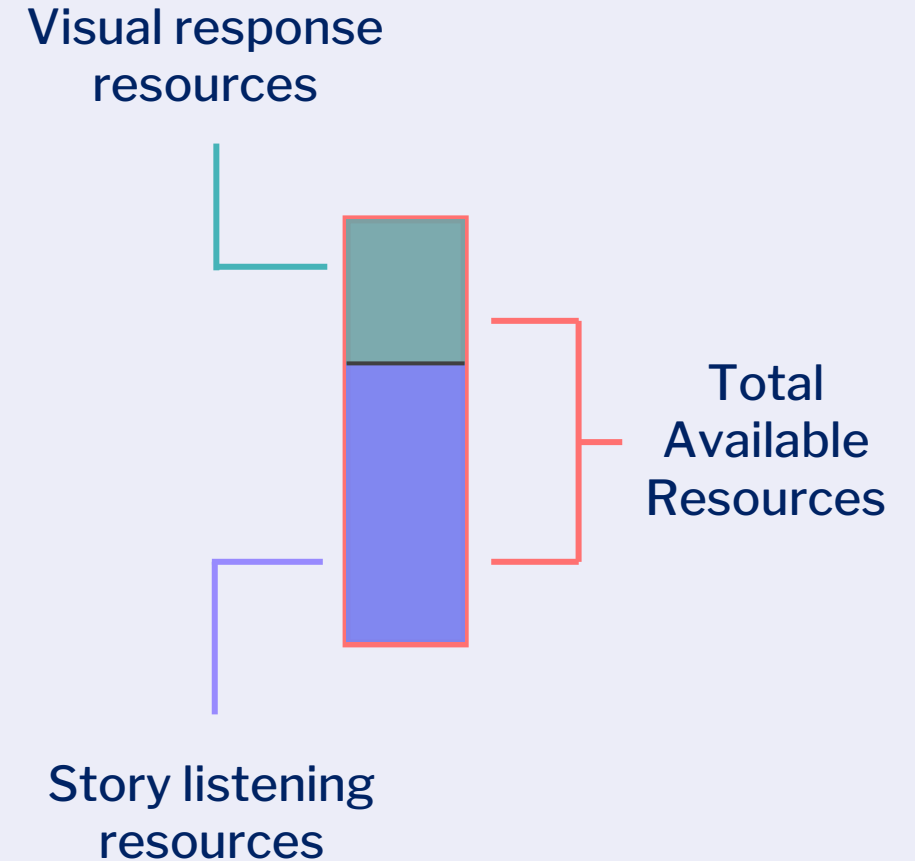 Visual response
resources
Total
Available
Resources
Story listening
resources